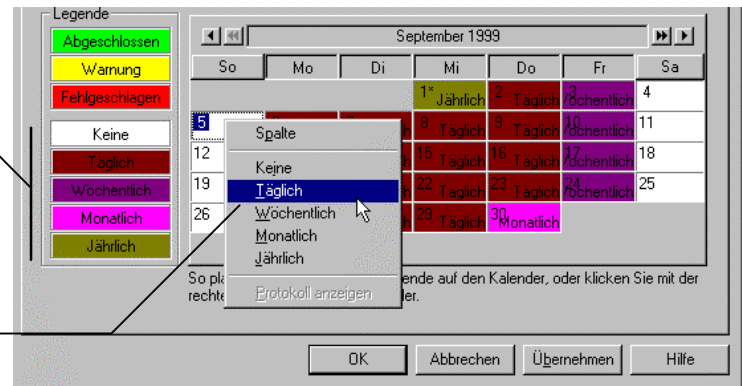 Legende
Abgeschlossen
Warnung
Fehlgeschlagen
Keine
Täglich
Wöchentlich
Monatlich
Jährlich
September 1999
So Mo Di Mi Do Fr Sa
1* Jährlich 2 Täglich 3 Wöchentlich 4
5 8 Täglich 9 Täglich 10 Wöchentlich 11
12 15 Täglich 16 Täglich 17 Wöchentlich 18
19 22 Täglich 23 Täglich 24 Wöchentlich 25
26 29 Täglich 30 Monatlich
Spalte
Keine
Täglich
Wöchentlich
Monatlich
Jährlich
Protokoll anzeigen
So ende auf den Kalender, oder klicken Sie mit der
OK Abbrechen Übernehmen Hilfe